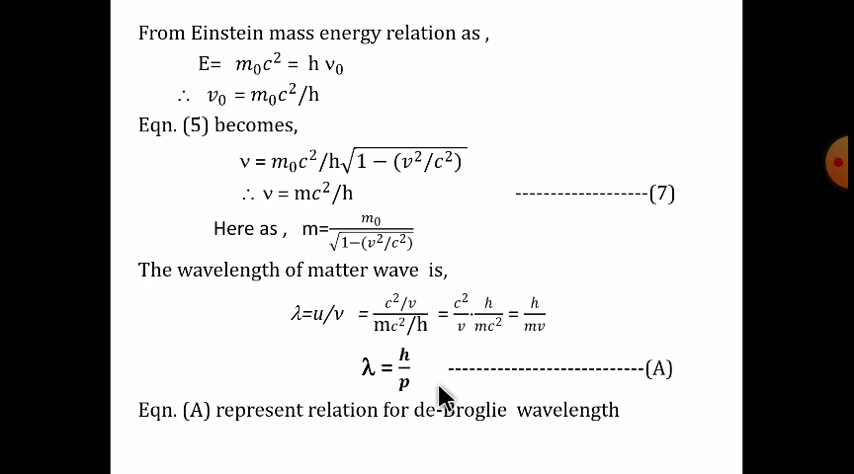 From Einstein mass energy relation as ,
E= m₀c² = h ν₀
∴ ν₀ = m₀c²/h
Eqn. (5) becomes,
ν = m₀c²/h√1 − (v²/c²)
∴ ν = mc²/h -------------------(7)
Here as , m= m₀/√1−(v²/c²)
The wavelength of matter wave is,
λ=u/ν = (c²/v)/(mc²/h) = c²/v · h/mc² = h/mv
λ = h/p ----------------------------(A)
Eqn. (A) represent relation for de-Broglie wavelength